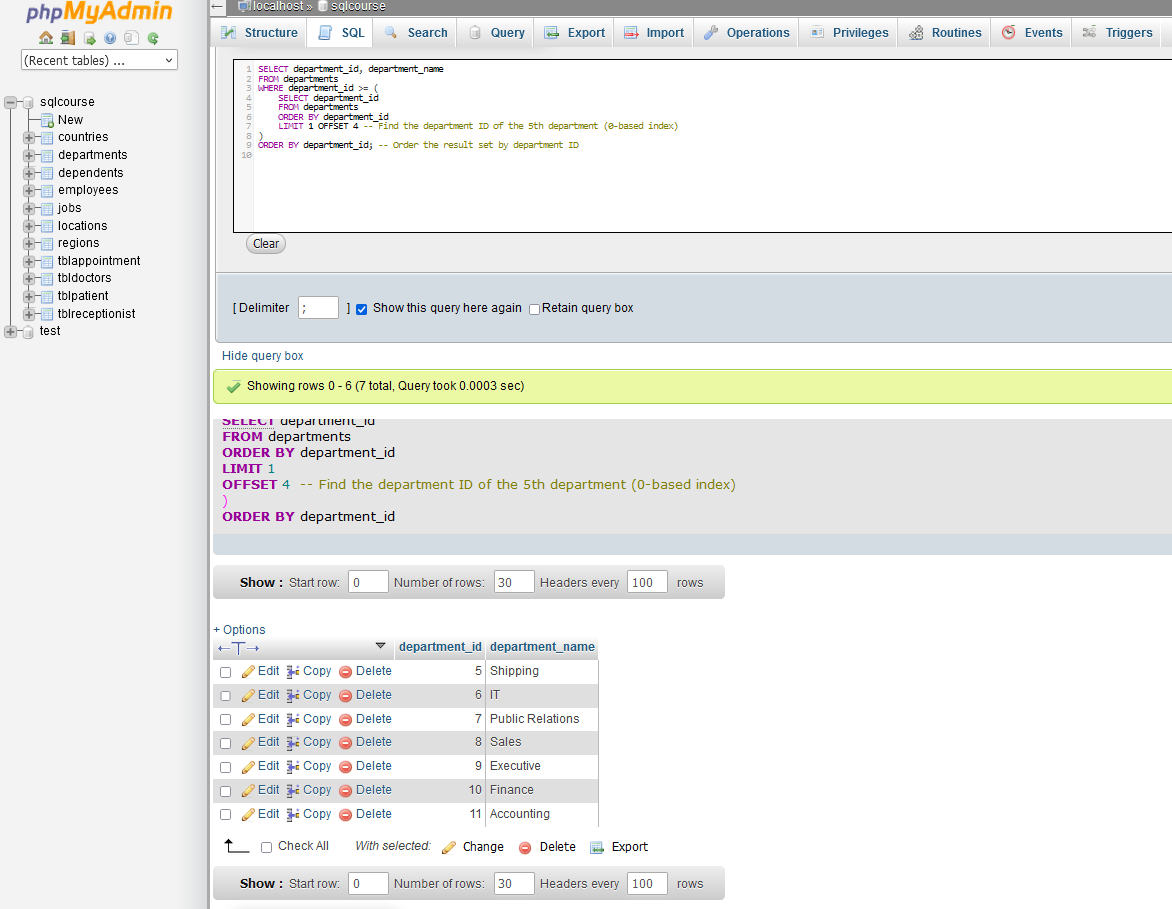 phpMyAdmin
(Recent tables) ...
sqlcourse
New
countries
departments
dependents
employees
jobs
locations
regions
tblappointment
tbldoctors
tblpatient
tblreceptionist
test
← localhost » sqlcourse
Structure SQL Search Query Export Import Operations Privileges Routines Events Triggers
1 SELECT department_id, department_name
2 FROM departments
3 WHERE department_id >= (
4 SELECT department_id
5 FROM departments
6 ORDER BY department_id
7 LIMIT 1 OFFSET 4 -- Find the department ID of the 5th department (0-based index)
8 )
9 ORDER BY department_id; -- Order the result set by department ID
10
Clear
[ Delimiter ; ] Show this query here again Retain query box
Hide query box
Showing rows 0 - 6 (7 total, Query took 0.0003 sec)
SELECT department_id
FROM departments
ORDER BY department_id
LIMIT 1
OFFSET 4 -- Find the department ID of the 5th department (0-based index)
)
ORDER BY department_id
Show : Start row: 0 Number of rows: 30 Headers every 100 rows
+ Options
←T→ department_id department_name
Edit Copy Delete 5 Shipping
Edit Copy Delete 6 IT
Edit Copy Delete 7 Public Relations
Edit Copy Delete 8 Sales
Edit Copy Delete 9 Executive
Edit Copy Delete 10 Finance
Edit Copy Delete 11 Accounting
Check All With selected: Change Delete Export
Show : Start row: 0 Number of rows: 30 Headers every 100 rows